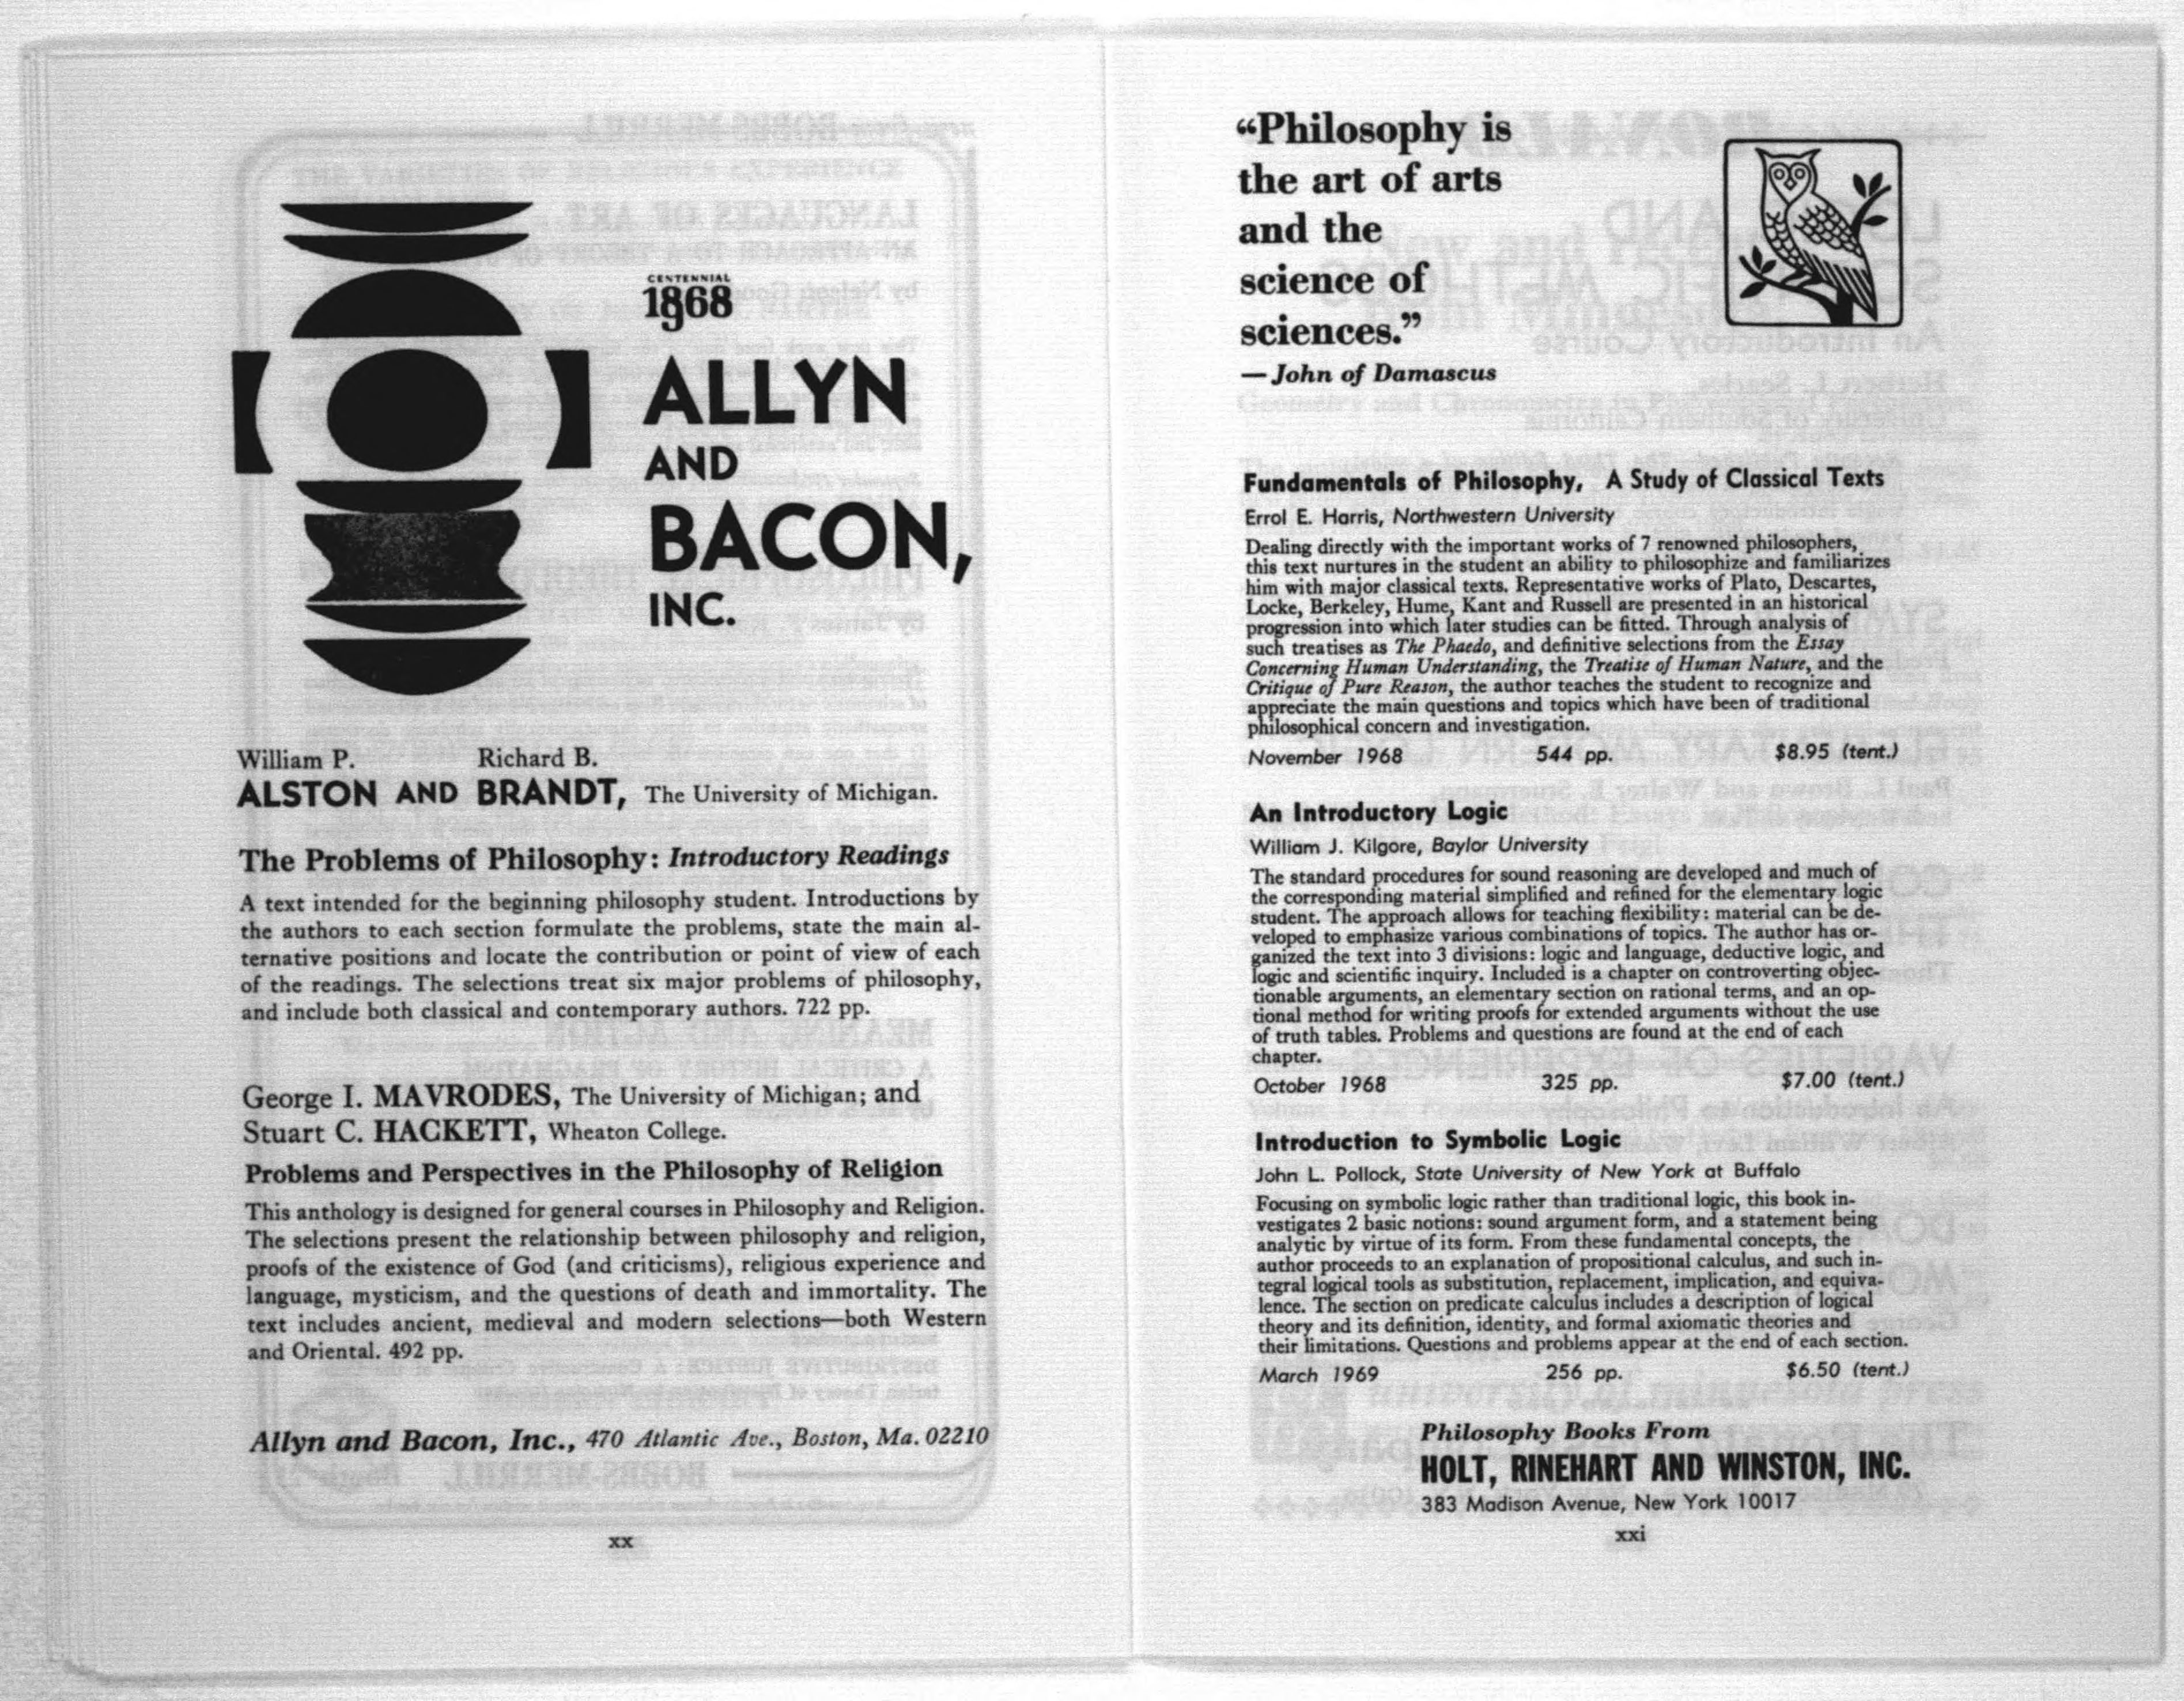 CENTENNIAL
1868
ALLYN
AND
BACON,
INC.
William P. Richard B.
ALSTON AND BRANDT, The University of Michigan.
The Problems of Philosophy: Introductory Readings
A text intended for the beginning philosophy student. Introductions by
the authors to each section formulate the problems, state the main al-
ternative positions and locate the contribution or point of view of each
of the readings. The selections treat six major problems of philosophy,
and include both classical and contemporary authors. 722 pp.
George I. MAVRODES, The University of Michigan; and
Stuart C. HACKETT, Wheaton College.
Problems and Perspectives in the Philosophy of Religion
This anthology is designed for general courses in Philosophy and Religion.
The selections present the relationship between philosophy and religion,
proofs of the existence of God (and criticisms), religious experience and
language, mysticism, and the questions of death and immortality. The
text includes ancient, medieval and modern selections—both Western
and Oriental. 492 pp.
Allyn and Bacon, Inc., 470 Atlantic Ave., Boston, Ma. 02210
xx
“Philosophy is
the art of arts
and the
science of
sciences.”
— John of Damascus
Fundamentals of Philosophy, A Study of Classical Texts
Errol E. Harris, Northwestern University
Dealing directly with the important works of 7 renowned philosophers,
this text nurtures in the student an ability to philosophize and familiarizes
him with major classical texts. Representative works of Plato, Descartes,
Locke, Berkeley, Hume, Kant and Russell are presented in an historical
progression into which later studies can be fitted. Through analysis of
such treatises as The Phaedo, and definitive selections from the Essay
Concerning Human Understanding, the Treatise of Human Nature, and the
Critique of Pure Reason, the author teaches the student to recognize and
appreciate the main questions and topics which have been of traditional
philosophical concern and investigation.
November 1968 544 pp. $8.95 (tent.)
An Introductory Logic
William J. Kilgore, Baylor University
The standard procedures for sound reasoning are developed and much of
the corresponding material simplified and refined for the elementary logic
student. The approach allows for teaching flexibility: material can be de-
veloped to emphasize various combinations of topics. The author has or-
ganized the text into 3 divisions: logic and language, deductive logic, and
logic and scientific inquiry. Included is a chapter on controverting objec-
tionable arguments, an elementary section on rational terms, and an op-
tional method for writing proofs for extended arguments without the use
of truth tables. Problems and questions are found at the end of each
chapter.
October 1968 325 pp. $7.00 (tent.)
Introduction to Symbolic Logic
John L. Pollock, State University of New York at Buffalo
Focusing on symbolic logic rather than traditional logic, this book in-
vestigates 2 basic notions: sound argument form, and a statement being
analytic by virtue of its form. From these fundamental concepts, the
author proceeds to an explanation of propositional calculus, and such in-
tegral logical tools as substitution, replacement, implication, and equiva-
lence. The section on predicate calculus includes a description of logical
theory and its definition, identity, and formal axiomatic theories and
their limitations. Questions and problems appear at the end of each section.
March 1969 256 pp. $6.50 (tent.)
Philosophy Books From
HOLT, RINEHART AND WINSTON, INC.
383 Madison Avenue, New York 10017
xxi